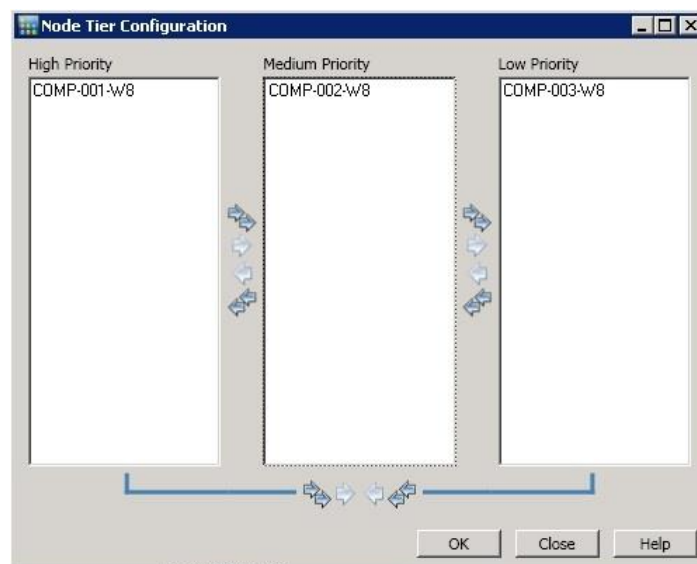 Node Tier Configuration
High Priority
Medium Priority
Low Priority
COMP-001-W8
COMP-002-W8
COMP-003-W8
OK
Close
Help